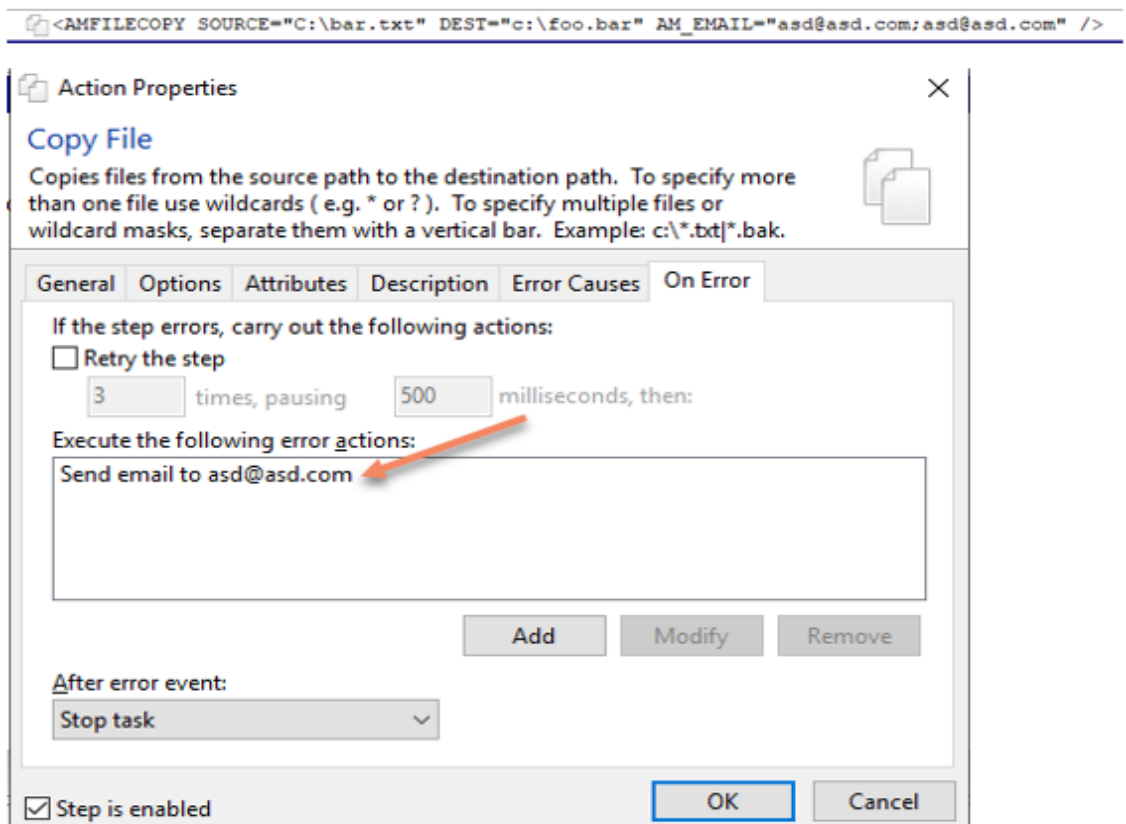 <AMFILECOPY SOURCE="C:\bar.txt" DEST="c:\foo.bar" AM_EMAIL="asd@asd.com;asd@asd.com" />
Action Properties
Copy File
Copies files from the source path to the destination path. To specify more
than one file use wildcards ( e.g. * or ? ). To specify multiple files or
wildcard masks, separate them with a vertical bar. Example: c:\*.txt|*.bak.
General Options Attributes Description Error Causes On Error
If the step errors, carry out the following actions:
Retry the step
3 times, pausing 500 milliseconds, then:
Execute the following error actions:
Send email to asd@asd.com
Add Modify Remove
After error event:
Stop task
Step is enabled OK Cancel